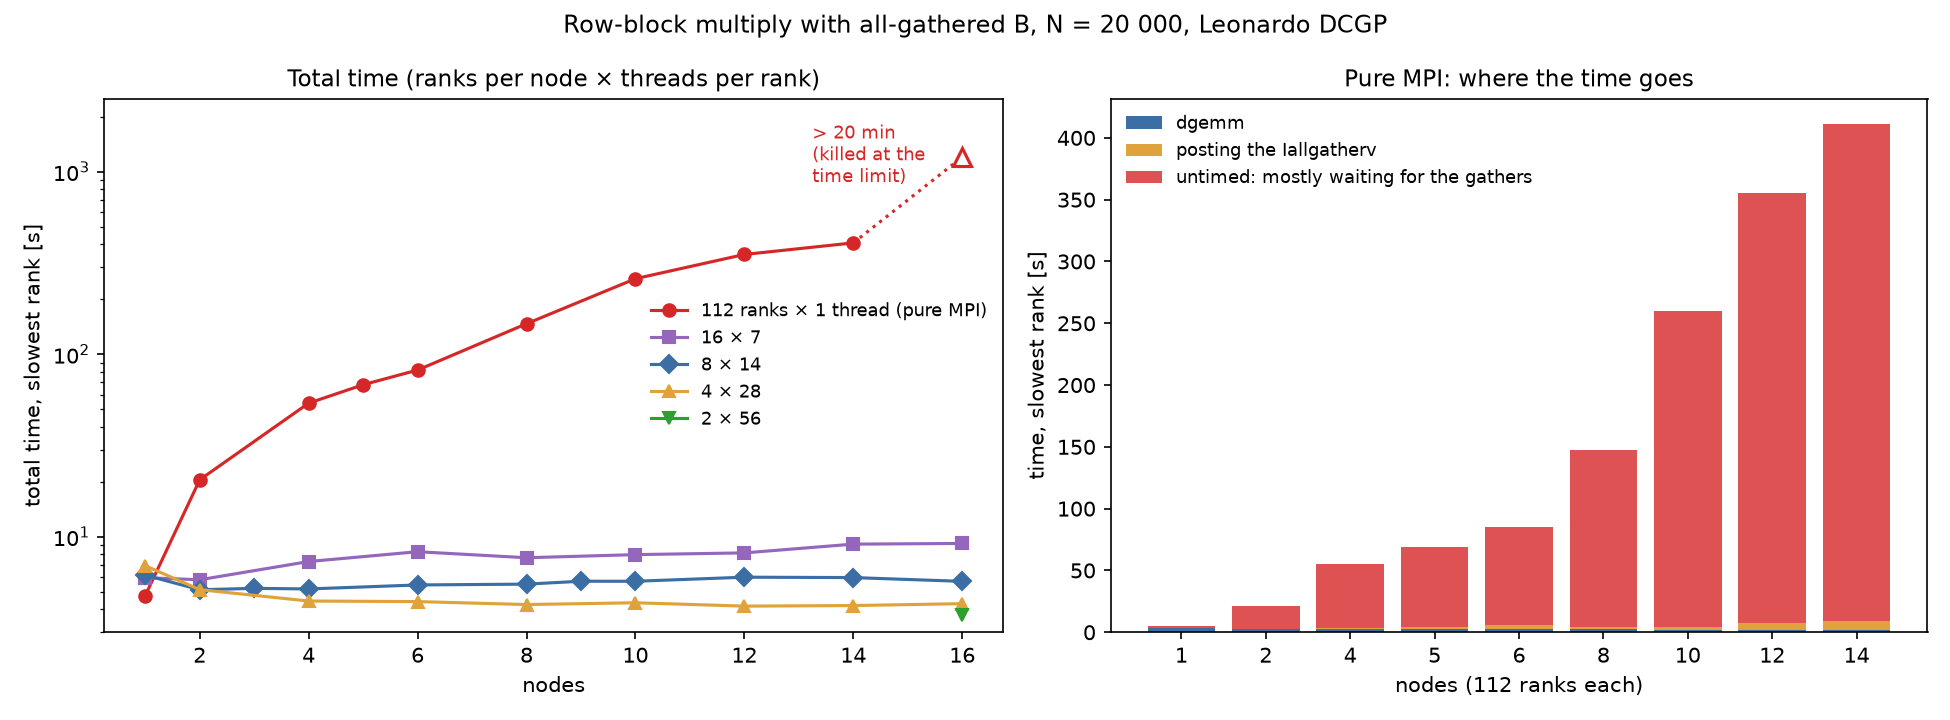 Row-block multiply with all-gathered B, N = 20 000, Leonardo DCGP
Total time (ranks per node × threads per rank)
total time, slowest rank [s]
10³
10²
10¹
> 20 min
(killed at the
time limit)
112 ranks × 1 thread (pure MPI)
16 × 7
8 × 14
4 × 28
2 × 56
2 4 6 8 10 12 14 16
nodes
Pure MPI: where the time goes
time, slowest rank [s]
400
350
300
250
200
150
100
50
0
dgemm
posting the Iallgatherv
untimed: mostly waiting for the gathers
1 2 4 5 6 8 10 12 14
nodes (112 ranks each)